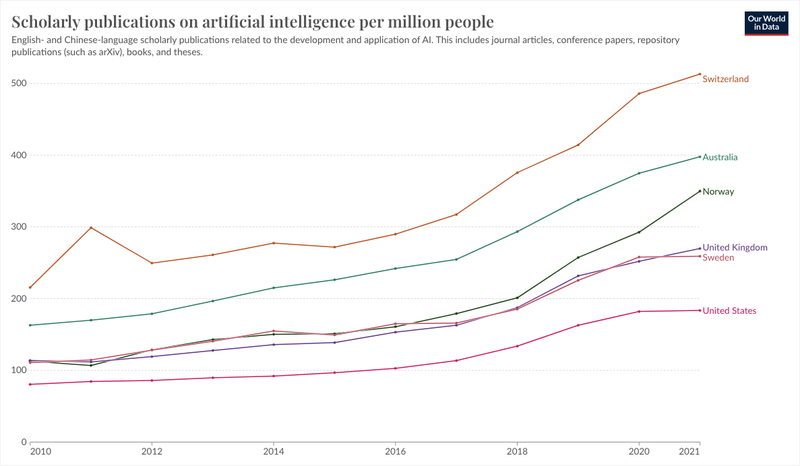 Scholarly publications on artificial intelligence per million people
Our World
in Data
English- and Chinese-language scholarly publications related to the development and application of AI. This includes journal articles, conference papers, repository
publications (such as arXiv), books, and theses.
500
Switzerland
400
Australia
Norway
300
United Kingdom
Sweden
200
United States
100
0
2010
2012
2014
2016
2018
2020
2021